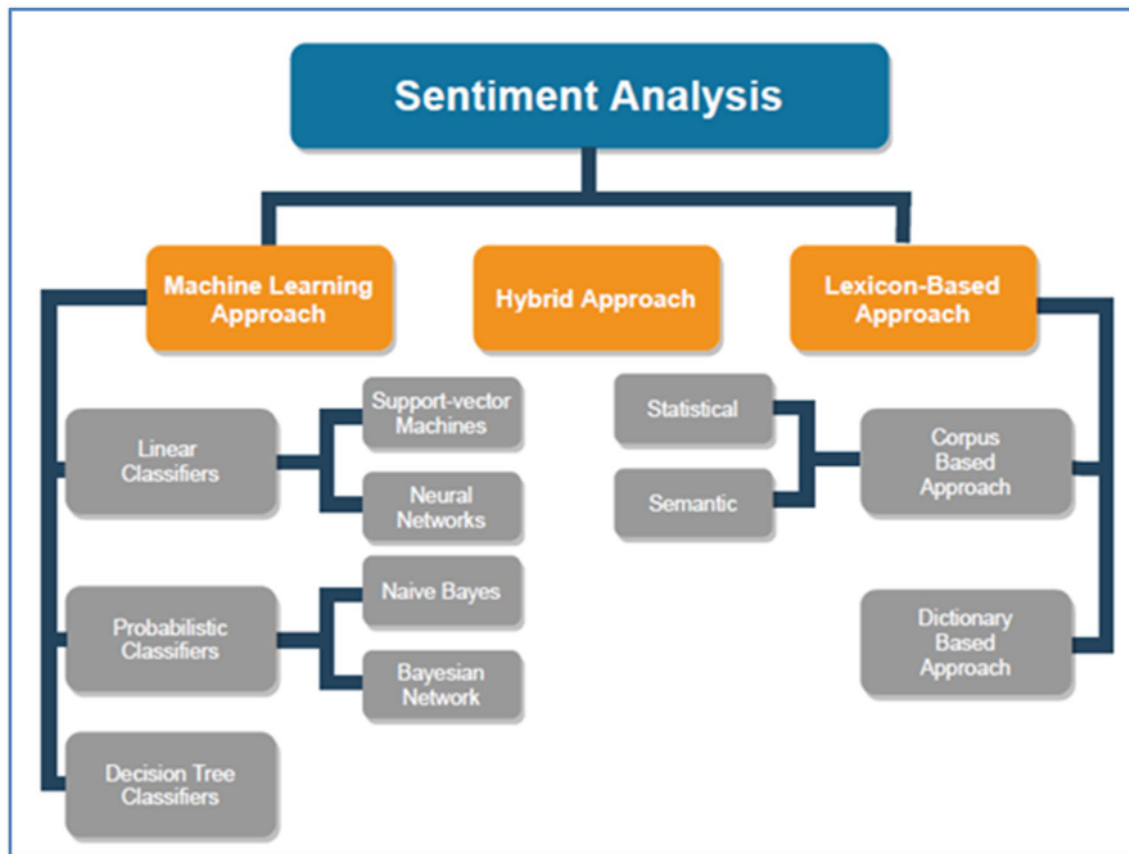 Sentiment Analysis
Machine Learning
Approach
Hybrid Approach
Lexicon-Based
Approach
Linear
Classifiers
Support-vector
Machines
Neural
Networks
Probabilistic
Classifiers
Naive Bayes
Bayesian
Network
Decision Tree
Classifiers
Statistical
Semantic
Corpus
Based
Approach
Dictionary
Based
Approach